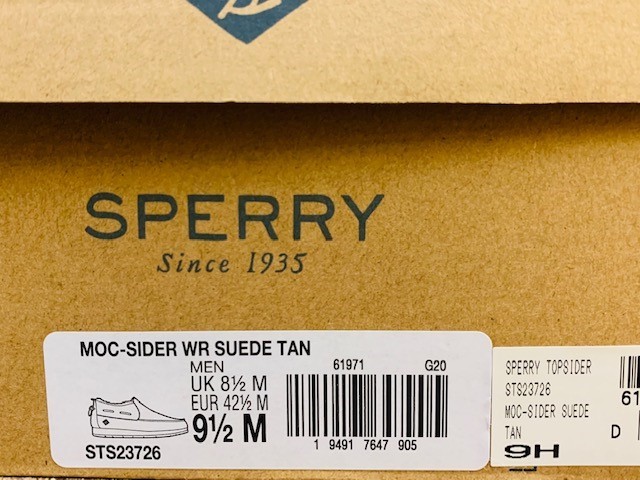 SPERRY
Since 1935
MOC-SIDER WR SUEDE TAN
MEN
UK 8½ M
EUR 42½ M
9½ M
STS23726
61971
G20
1 9491 7647 905
SPERRY TOPSIDER
STS23726
MOC-SIDER SUEDE
TAN
D
9H
61